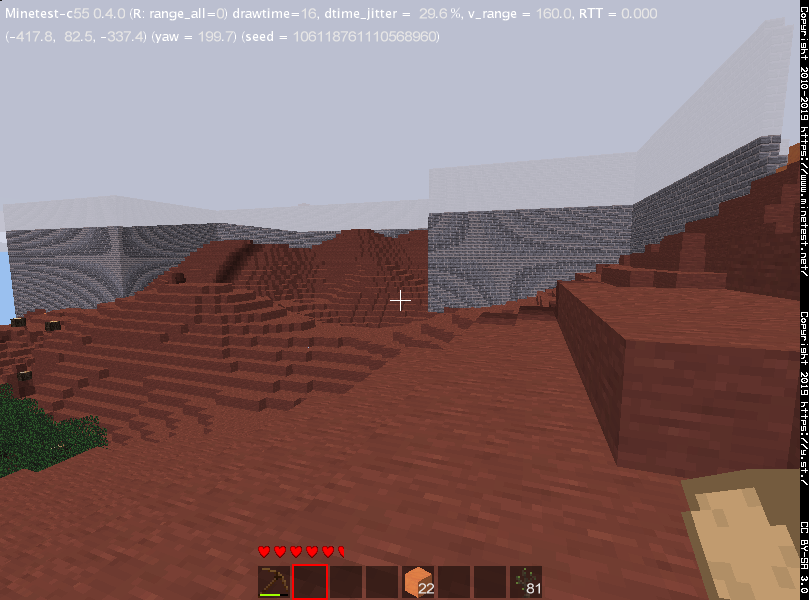 Minetest-c55 0.4.0 (R: range_all=0) drawtime=16, dtime_jitter = 29.6 %, v_range = 160.0, RTT = 0.000
(-417.8, 82.5, -337.4) (yaw = 199.7) (seed = 106118761110568960)
22
81
Copyright 2010-2019 https://www.minetest.net/
Copyright 2019 https://y.st./
CC BY-SA 3.0